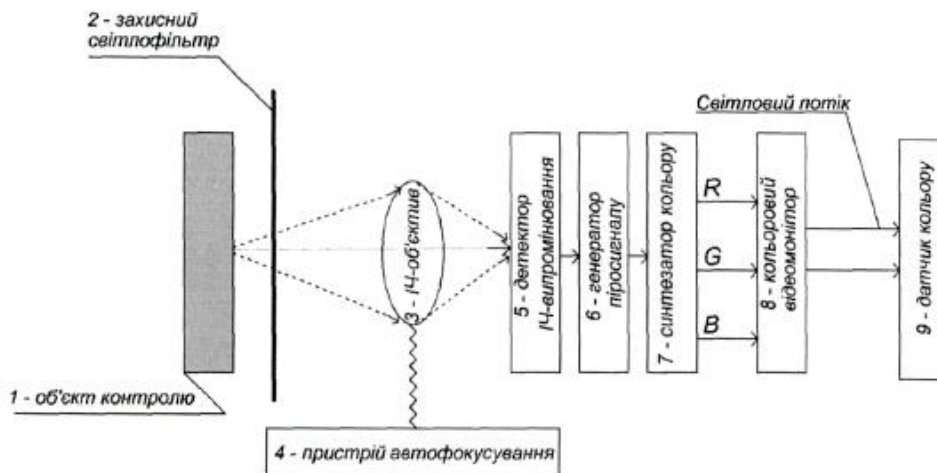 2 - захисний
світлофільтр
Світловий потік
3 - ІЧ-об'єктив
5 - детектор
ІЧ-випромінювання
6 - генератор
піросигналу
7 - синтезатор кольору
R
G
B
8 - кольоровий
відеомонітор
9 - датчик кольору
1 - об'єкт контролю
4 - пристрій автофокусування